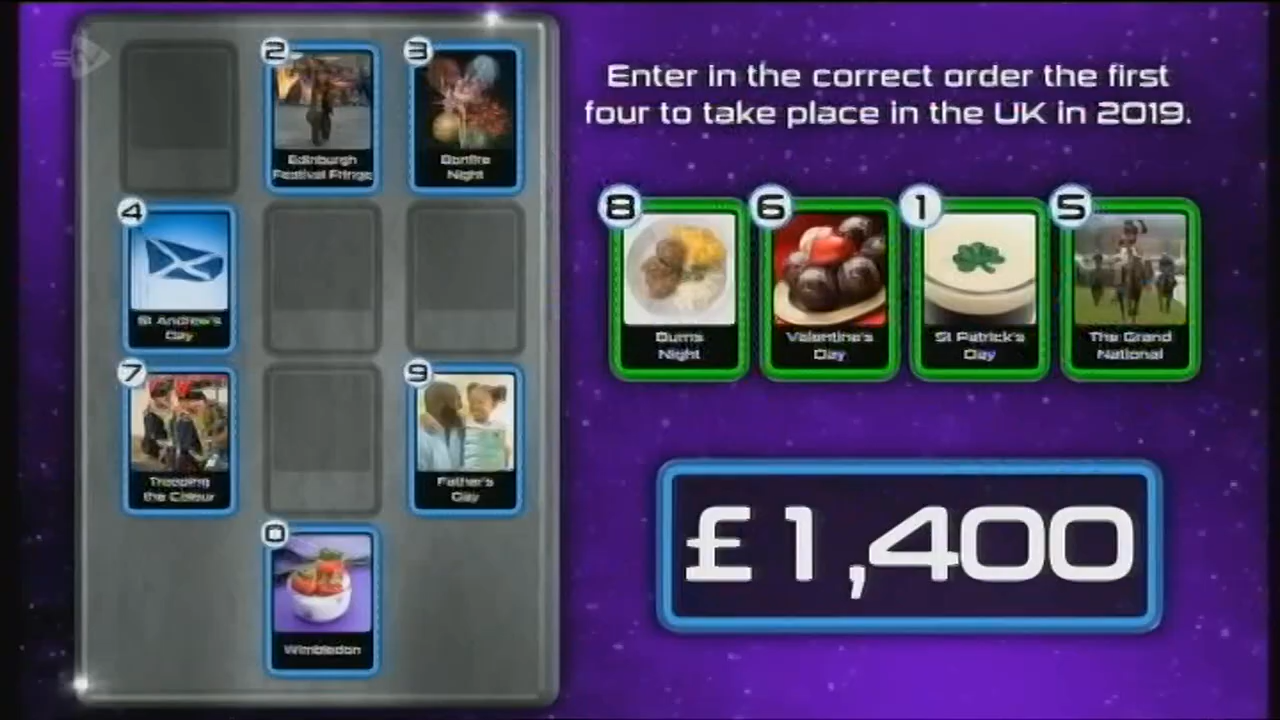 stv
Enter in the correct order the first
four to take place in the UK in 2019.
2
Edinburgh
Festival Fringe
3
Bonfire
Night
4
St Andrew's
Day
7
Trooping
the Colour
9
Father's
Day
0
Wimbledon
8
Burns
Night
6
Valentine's
Day
1
St Patrick's
Day
5
The Grand
National
£1,400